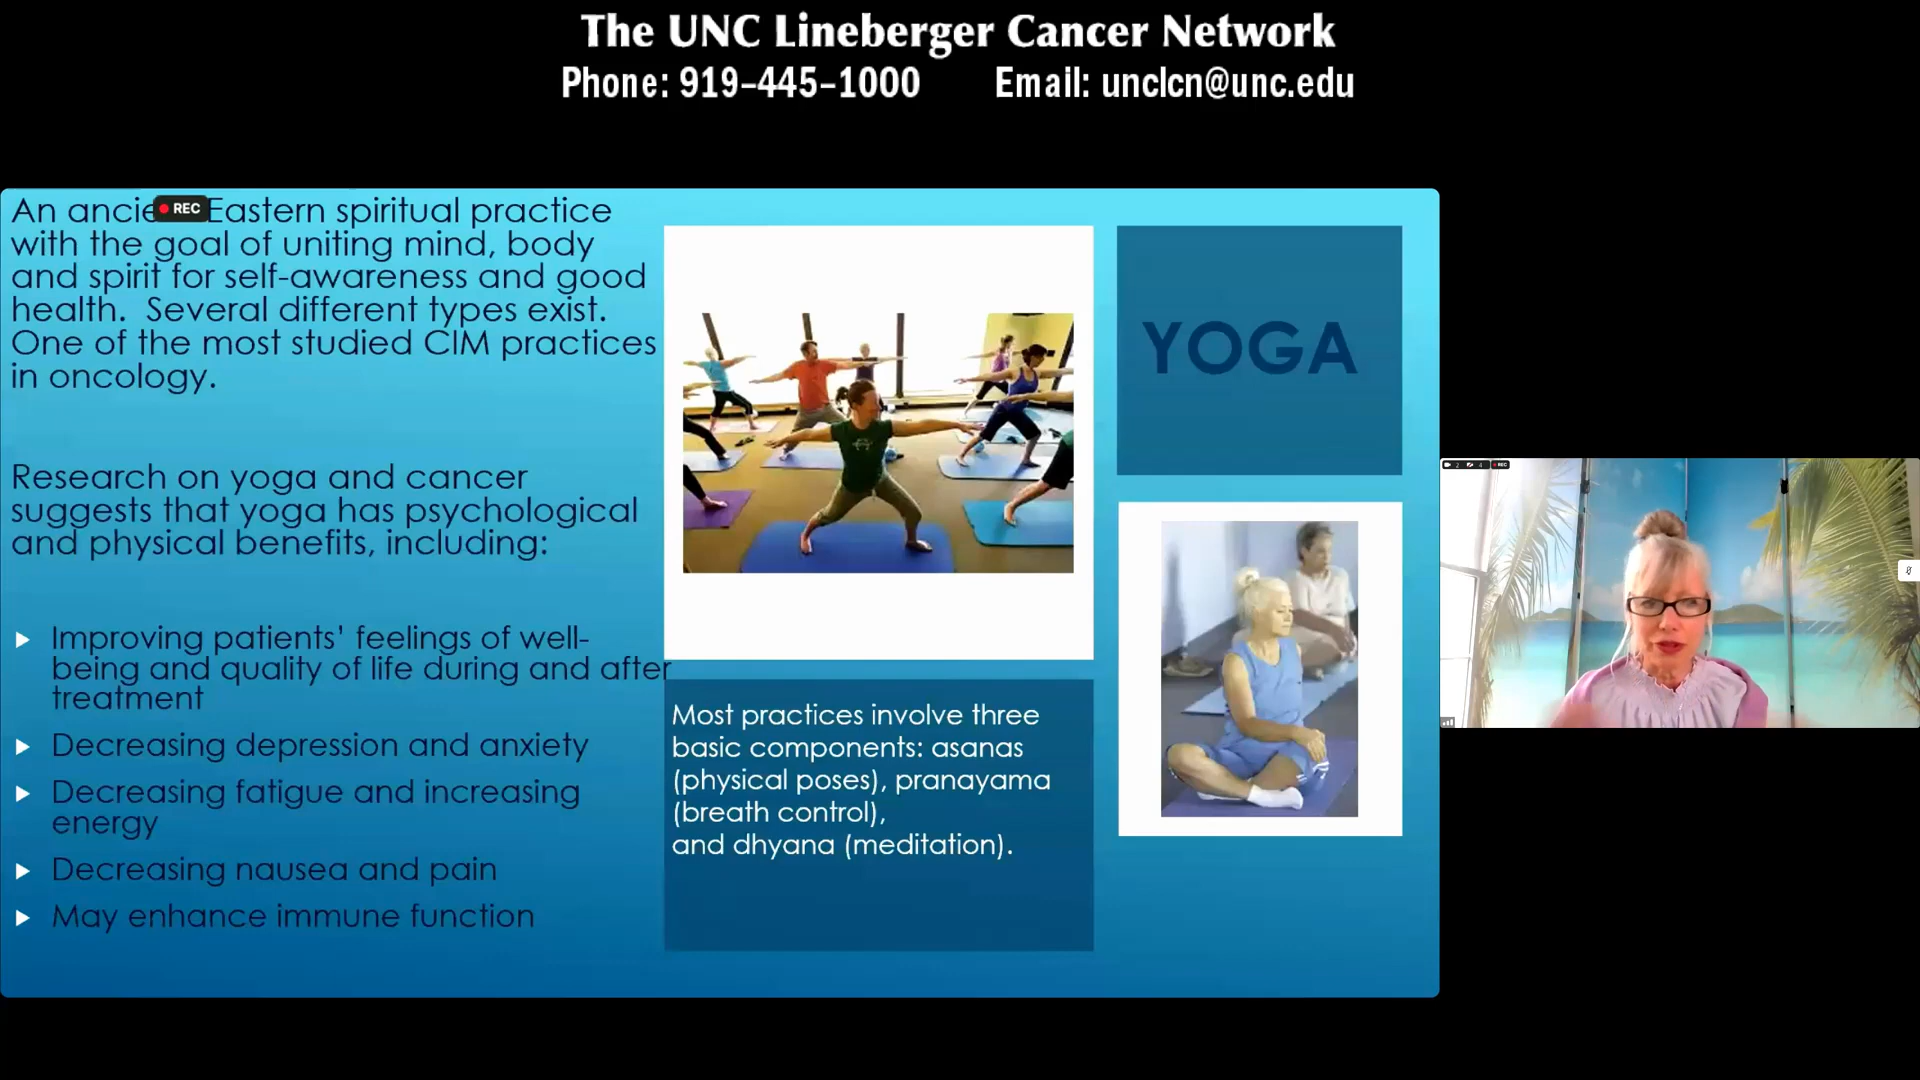 The UNC Lineberger Cancer Network
Phone: 919-445-1000 Email: unclcn@unc.edu
An ancie REC Eastern spiritual practice
with the goal of uniting mind, body
and spirit for self-awareness and good
health. Several different types exist.
One of the most studied CIM practices
in oncology.
Research on yoga and cancer
suggests that yoga has psychological
and physical benefits, including:
Improving patients' feelings of well-
being and quality of life during and after
treatment
Decreasing depression and anxiety
Decreasing fatigue and increasing
energy
Decreasing nausea and pain
May enhance immune function
Most practices involve three
basic components: asanas
(physical poses), pranayama
(breath control),
and dhyana (meditation).
YOGA
2 4 REC